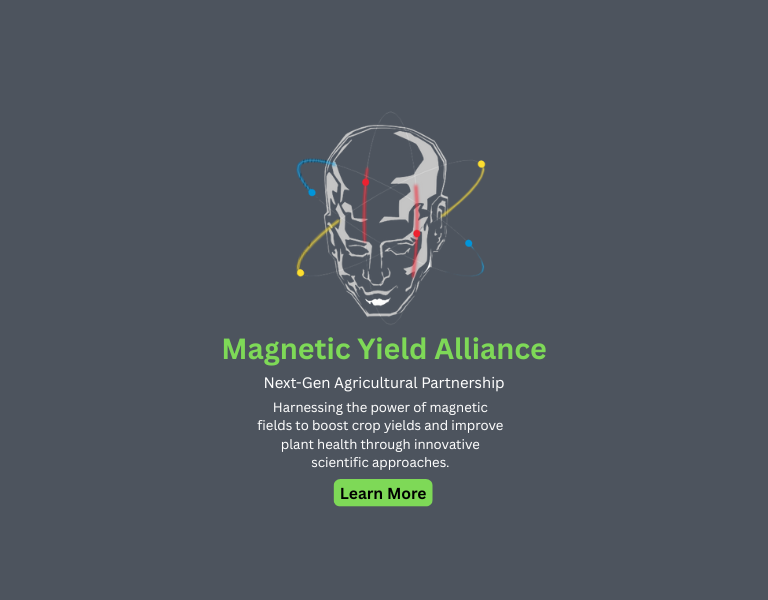 Magnetic Yield Alliance
Next-Gen Agricultural Partnership
Harnessing the power of magnetic
fields to boost crop yields and improve
plant health through innovative
scientific approaches.
Learn More